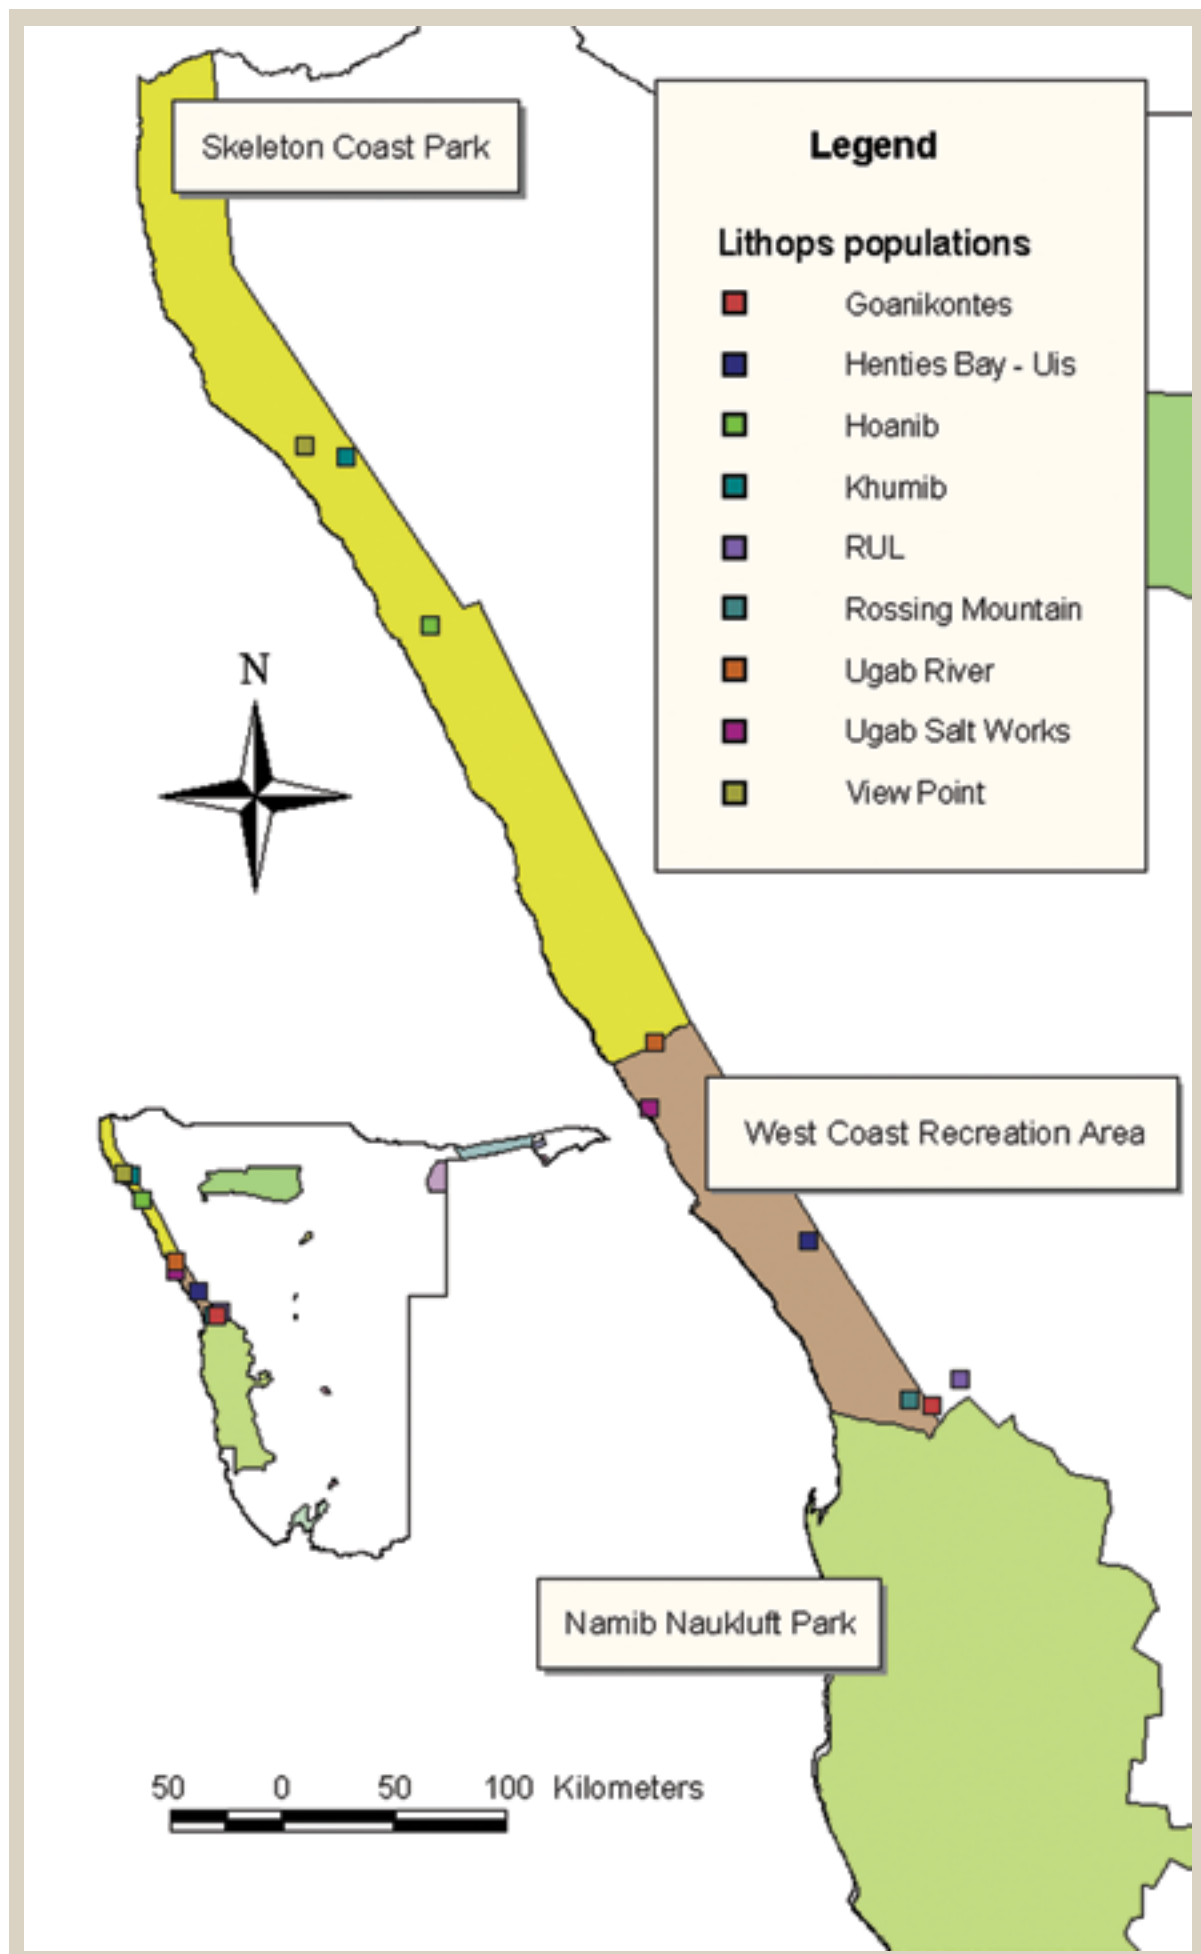 Skeleton Coast Park
Legend
Lithops populations
Goanikontes
Henties Bay - Uis
Hoanib
Khumib
RUL
Rossing Mountain
Ugab River
Ugab Salt Works
View Point
N
West Coast Recreation Area
Namib Naukluft Park
50 0 50 100 Kilometers